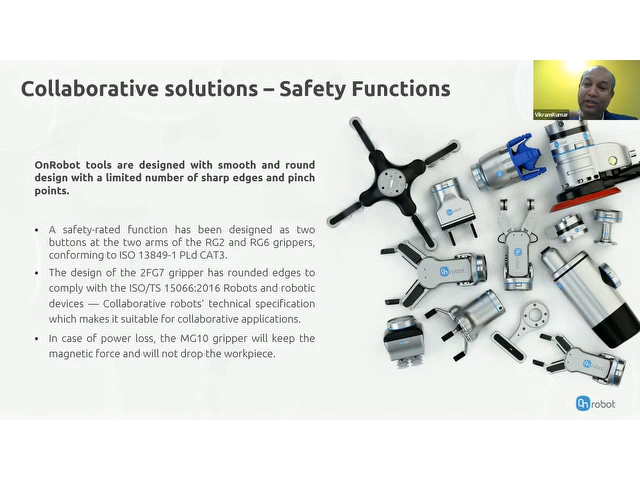 Collaborative solutions – Safety Functions
VikramKumar
OnRobot tools are designed with smooth and round
design with a limited number of sharp edges and pinch
points.
▪ A safety-rated function has been designed as two
buttons at the two arms of the RG2 and RG6 grippers,
conforming to ISO 13849-1 PLd CAT3.
▪ The design of the 2FG7 gripper has rounded edges to
comply with the ISO/TS 15066:2016 Robots and robotic
devices — Collaborative robots' technical specification
which makes it suitable for collaborative applications.
▪ In case of power loss, the MG10 gripper will keep the
magnetic force and will not drop the workpiece.
On robot